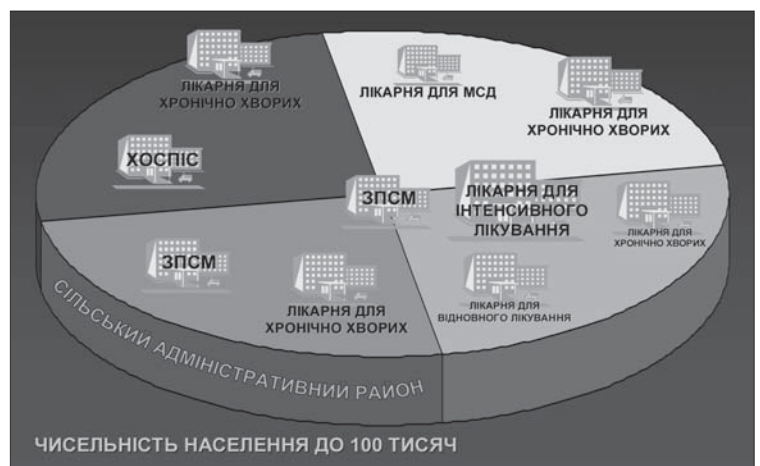 ЛІКАРНЯ ДЛЯ
ХРОНІЧНО ХВОРИХ
ЛІКАРНЯ ДЛЯ МСД
ЛІКАРНЯ ДЛЯ
ХРОНІЧНО ХВОРИХ
ХОСПІС
ЗПСМ
ЛІКАРНЯ ДЛЯ
ІНТЕНСИВНОГО
ЛІКУВАННЯ
ЛІКАРНЯ ДЛЯ
ХРОНІЧНО ХВОРИХ
ЗПСМ
ЛІКАРНЯ ДЛЯ
ХРОНІЧНО ХВОРИХ
ЛІКАРНЯ ДЛЯ
ВІДНОВНОГО ЛІКУВАННЯ
СІЛЬСЬКИЙ АДМІНІСТРАТИВНИЙ РАЙОН
ЧИСЕЛЬНІСТЬ НАСЕЛЕННЯ ДО 100 ТИСЯЧ